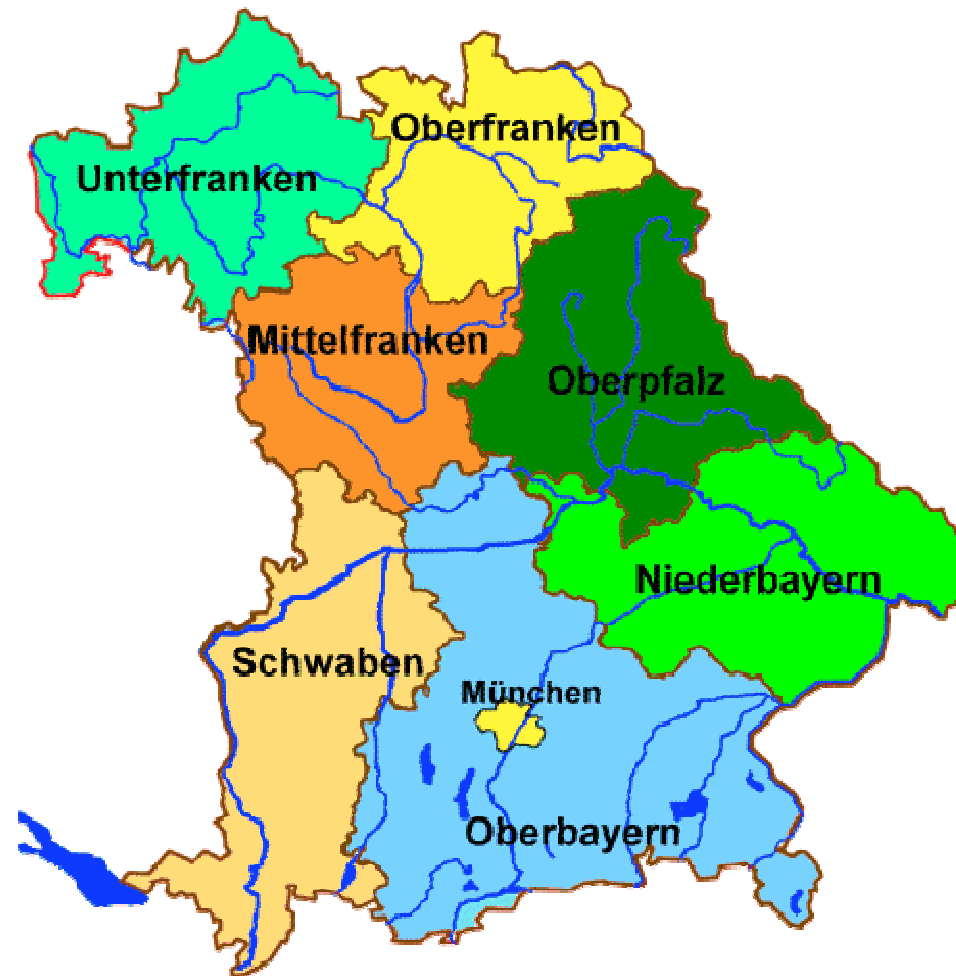 Oberfranken
Unterfranken
Mittelfranken
Oberpfalz
Niederbayern
Schwaben
München
Oberbayern